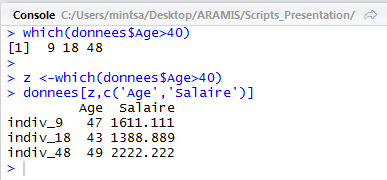 Console C:/Users/mintsa/Desktop/ARAMIS/Scripts_Presentation/
> which(donnees$Age>40)
[1]  9 18 48
>
> z <-which(donnees$Age>40)
> donnees[z,c('Age','Salaire')]
         Age  Salaire
indiv_9   47 1611.111
indiv_18  43 1388.889
indiv_48  49 2222.222
>